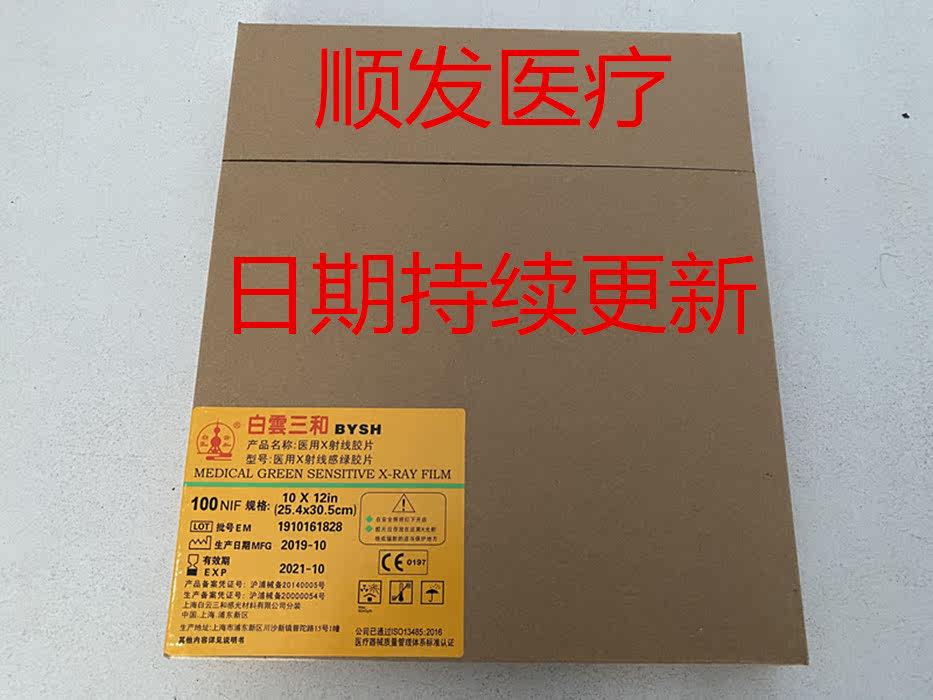 顺发医疗
日期持续更新
白雲三和 BYSH
产品名称:医用X射线胶片
型号:医用X射线感绿胶片
MEDICAL GREEN SENSITIVE X-RAY FILM
100 NIF 规格: 10 X 12in
(25.4x30.5cm)
LOT 批号EM 1910161828
生产日期MFG 2019-10
有效期
EXP 2021-10
在安全照明灯下开启
CE 0197
产品备案凭证号:沪浦械备20140005号
生产备案凭证号:沪浦械备20000054号
上海白云三和感光材料有限公司分装
中国.上海.浦东新区
生产地址:上海市浦东新区川沙新镇普陀路15号1幢
其他内容详见说明书
公司已通过ISO13485:2016
医疗器械质量管理体系标准认证